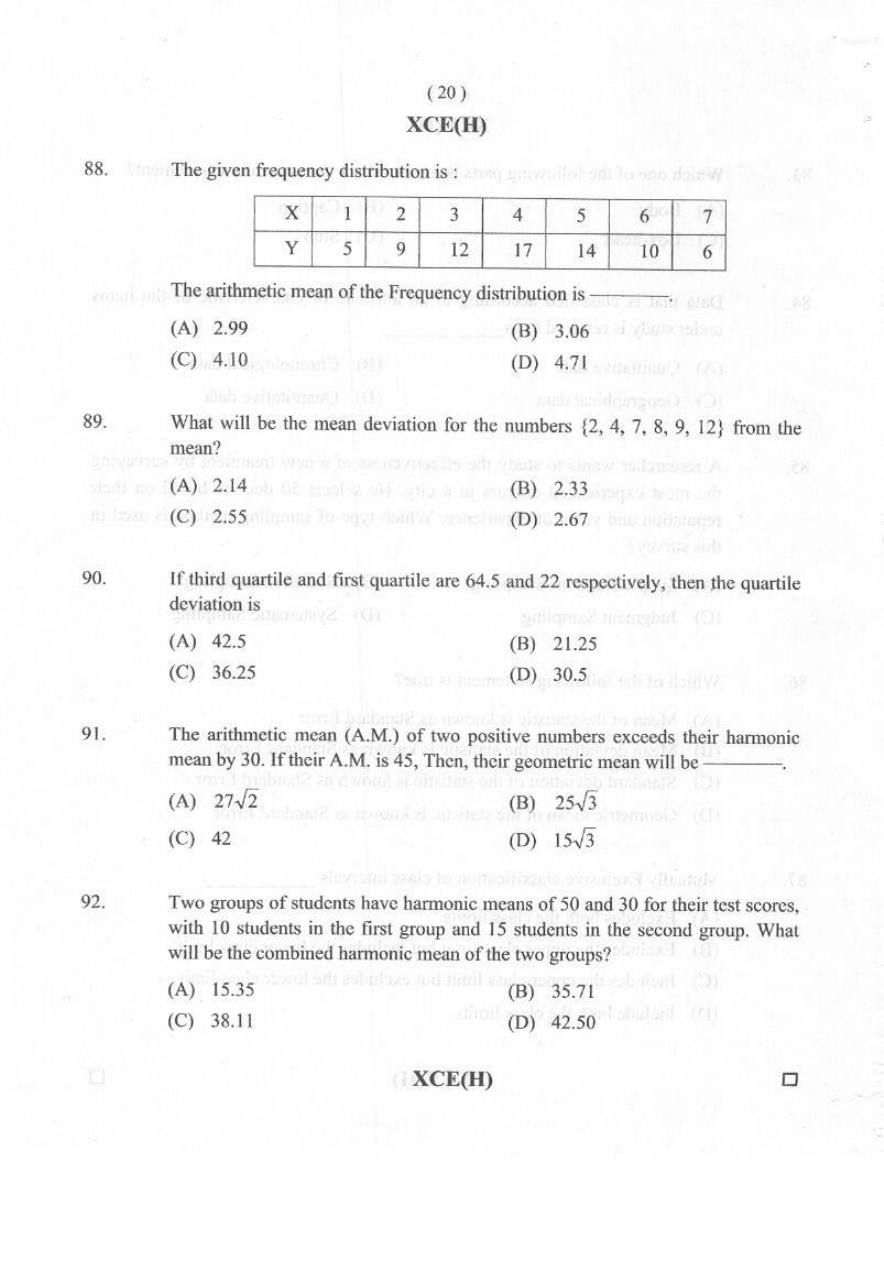 ( 20 )
XCE(H)
88. The given frequency distribution is :
X 1 2 3 4 5 6 7
Y 5 9 12 17 14 10 6
The arithmetic mean of the Frequency distribution is ________.
(A) 2.99 (B) 3.06
(C) 4.10 (D) 4.71
89. What will be the mean deviation for the numbers {2, 4, 7, 8, 9, 12} from the
mean?
(A) 2.14 (B) 2.33
(C) 2.55 (D) 2.67
90. If third quartile and first quartile are 64.5 and 22 respectively, then the quartile
deviation is
(A) 42.5 (B) 21.25
(C) 36.25 (D) 30.5
91. The arithmetic mean (A.M.) of two positive numbers exceeds their harmonic
mean by 30. If their A.M. is 45, Then, their geometric mean will be ________.
(A) 27√2 (B) 25√3
(C) 42 (D) 15√3
92. Two groups of students have harmonic means of 50 and 30 for their test scores,
with 10 students in the first group and 15 students in the second group. What
will be the combined harmonic mean of the two groups?
(A) 15.35 (B) 35.71
(C) 38.11 (D) 42.50
XCE(H)